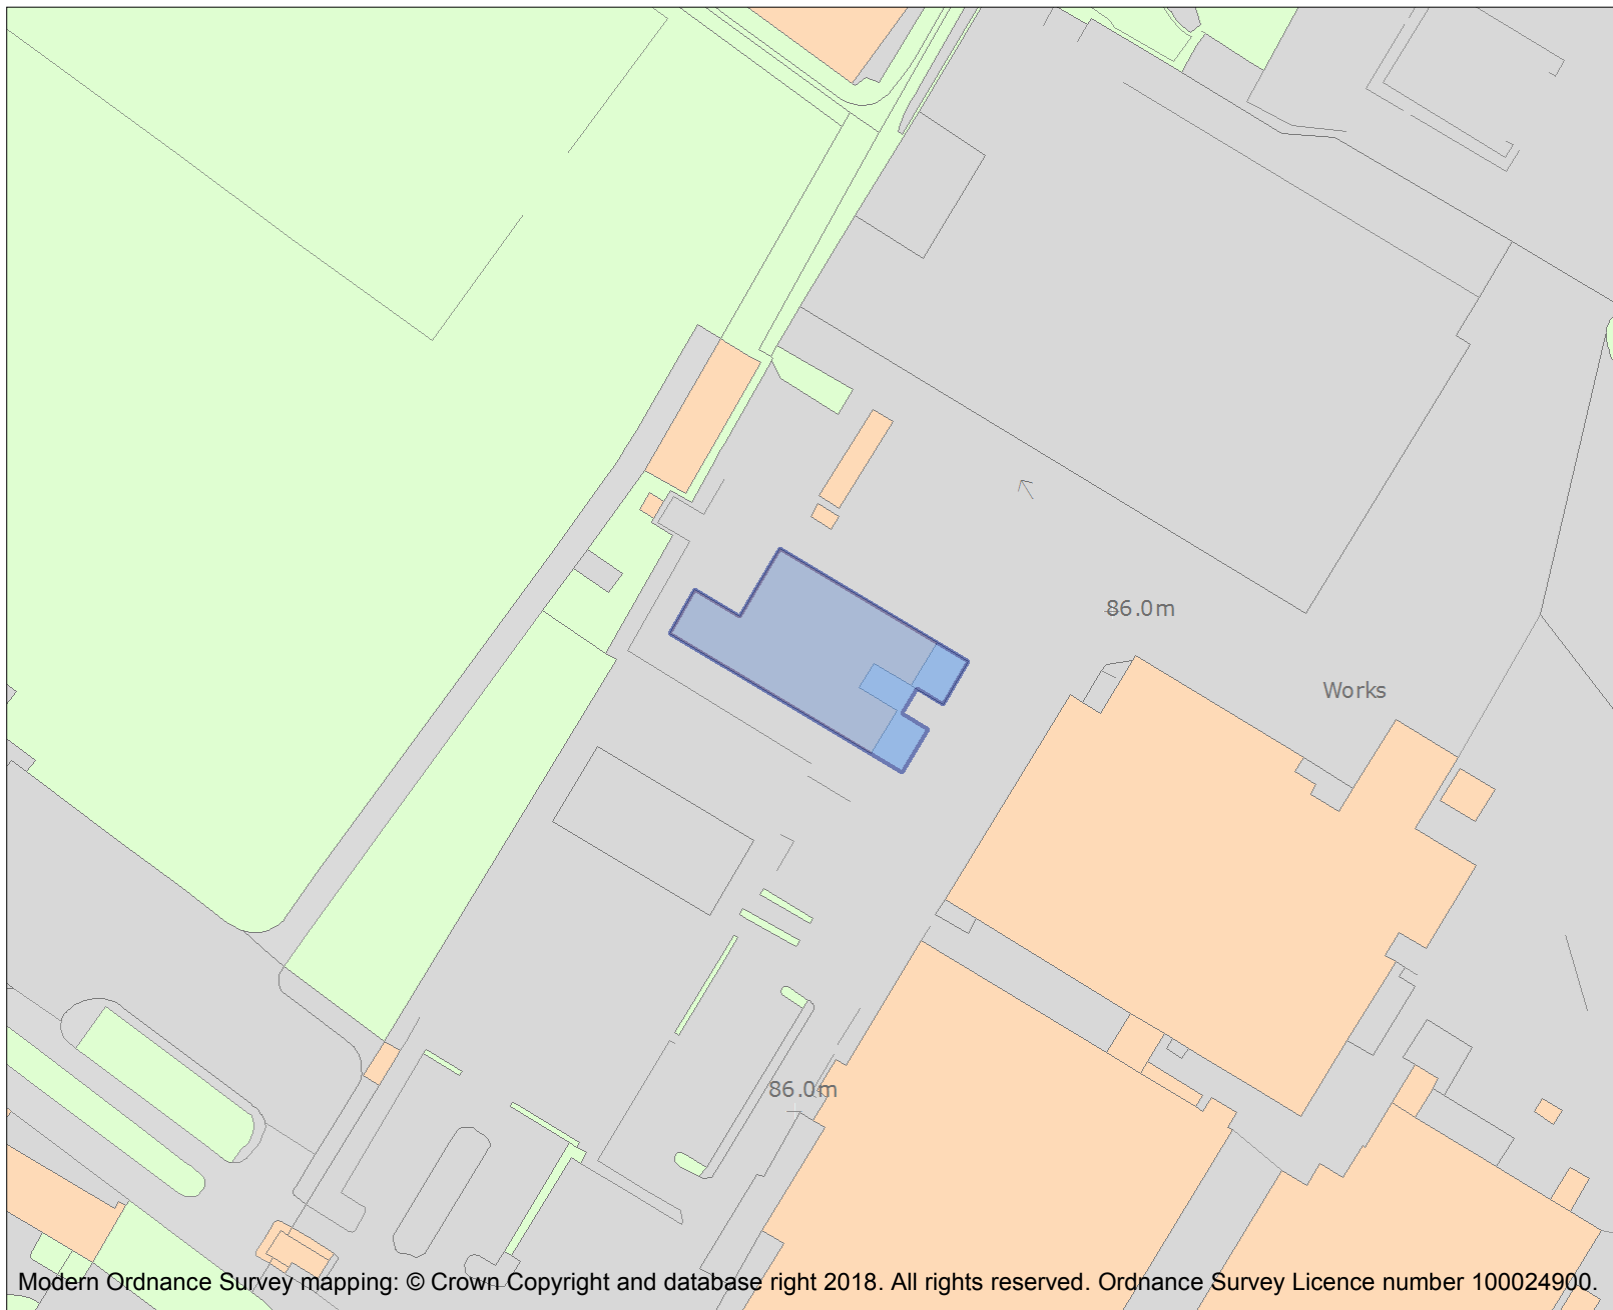 86.0m
Works
86.0m
Modern Ordnance Survey mapping: © Crown Copyright and database right 2018. All rights reserved. Ordnance Survey Licence number 100024900.